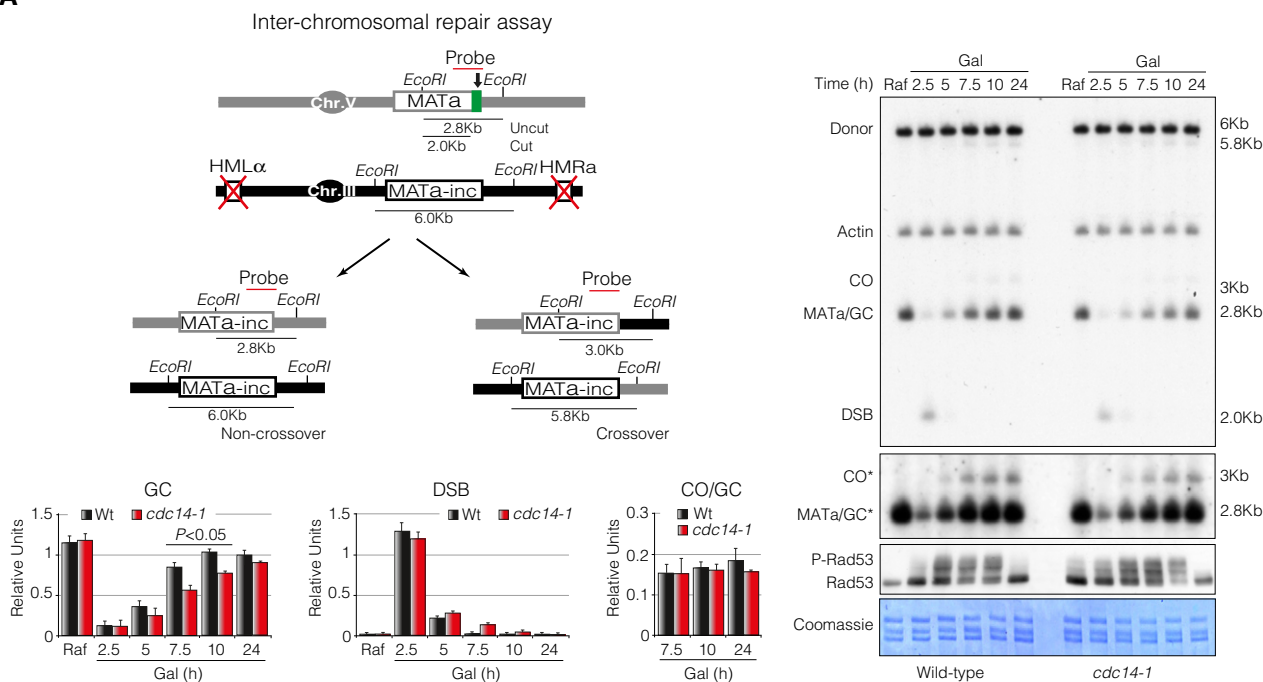 A
Inter-chromosomal repair assay
Probe
EcoRI EcoRI
Chr.V MATa
2.8Kb Uncut
2.0Kb Cut
HMLα EcoRI EcoRI HMRa
Chr.III MATa-inc
6.0Kb
Probe
EcoRI EcoRI
MATa-inc
2.8Kb
EcoRI EcoRI
MATa-inc
6.0Kb
Non-crossover
Probe
EcoRI EcoRI
MATa-inc
3.0Kb
EcoRI EcoRI
MATa-inc
5.8Kb
Crossover
GC
Wt cdc14-1
P<0.05
Relative Units
1.5
1
0.5
0
Raf 2.5 5 7.5 10 24
Gal (h)
DSB
Wt cdc14-1
Relative Units
1.5
1
0.5
0
Raf 2.5 5 7.5 10 24
Gal (h)
CO/GC
Wt
cdc14-1
Relative Units
0.3
0.2
0.1
0
7.5 10 24
Gal (h)
Gal Gal
Time (h) Raf 2.5 5 7.5 10 24 Raf 2.5 5 7.5 10 24
Donor 6Kb
5.8Kb
Actin
CO 3Kb
MATa/GC 2.8Kb
DSB 2.0Kb
CO* 3Kb
MATa/GC* 2.8Kb
P-Rad53
Rad53
Coomassie
Wild-type cdc14-1